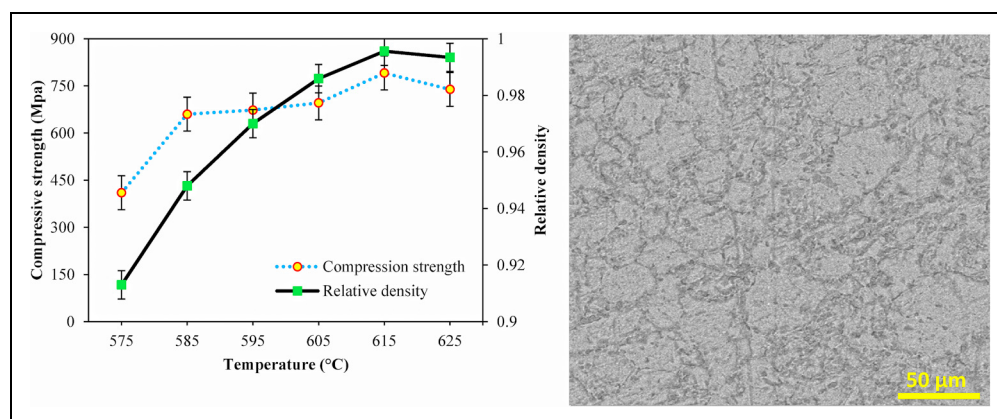 900
750
600
450
300
150
0
Compressive strength (Mpa)
1
0.98
0.96
0.94
0.92
0.9
Relative density
Compression strength
Relative density
575 585 595 605 615 625
Temperature (°C)
50 μm